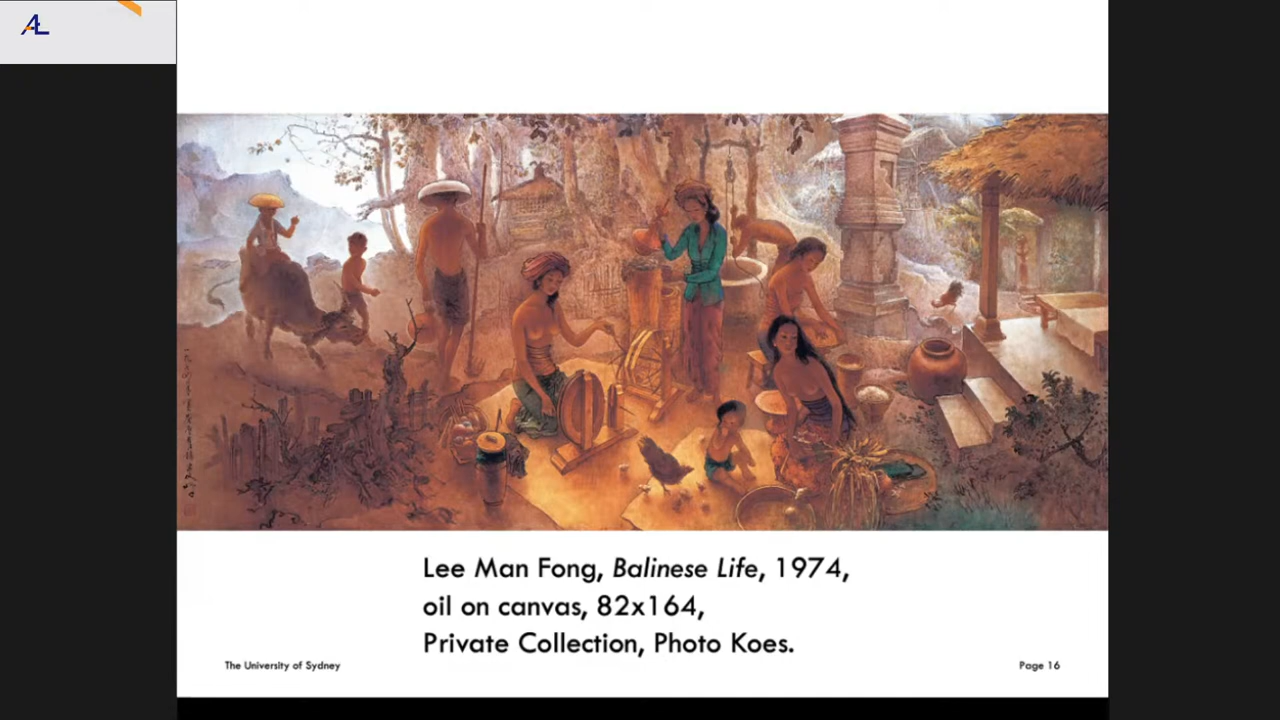 AL
Lee Man Fong, Balinese Life, 1974,
oil on canvas, 82x164,
Private Collection, Photo Koes.
The University of Sydney
Page 16